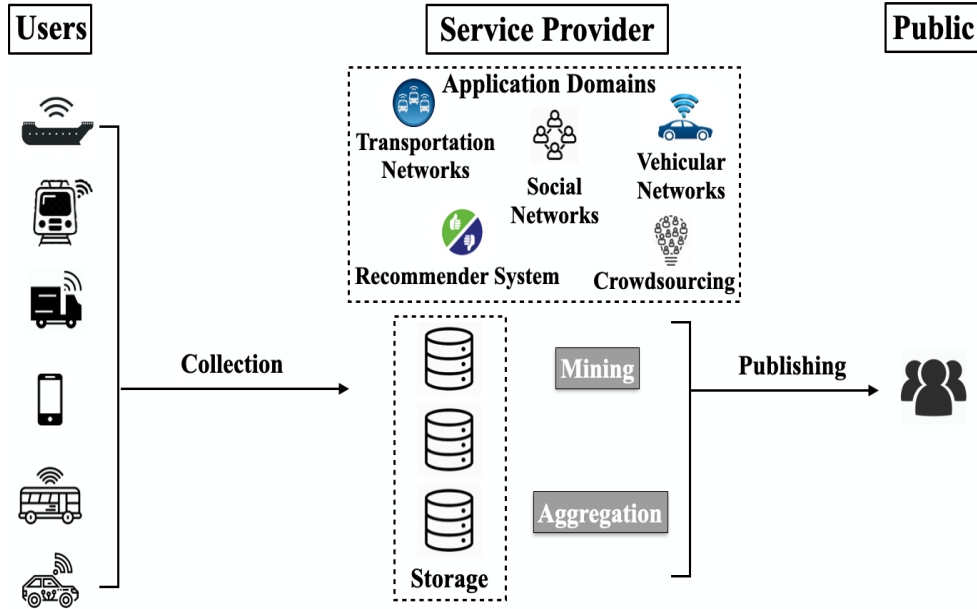 Users
Service Provider
Public
Application Domains
Transportation
Networks
Social
Networks
Vehicular
Networks
Recommender System
Crowdsourcing
Collection
Mining
Publishing
Aggregation
Storage